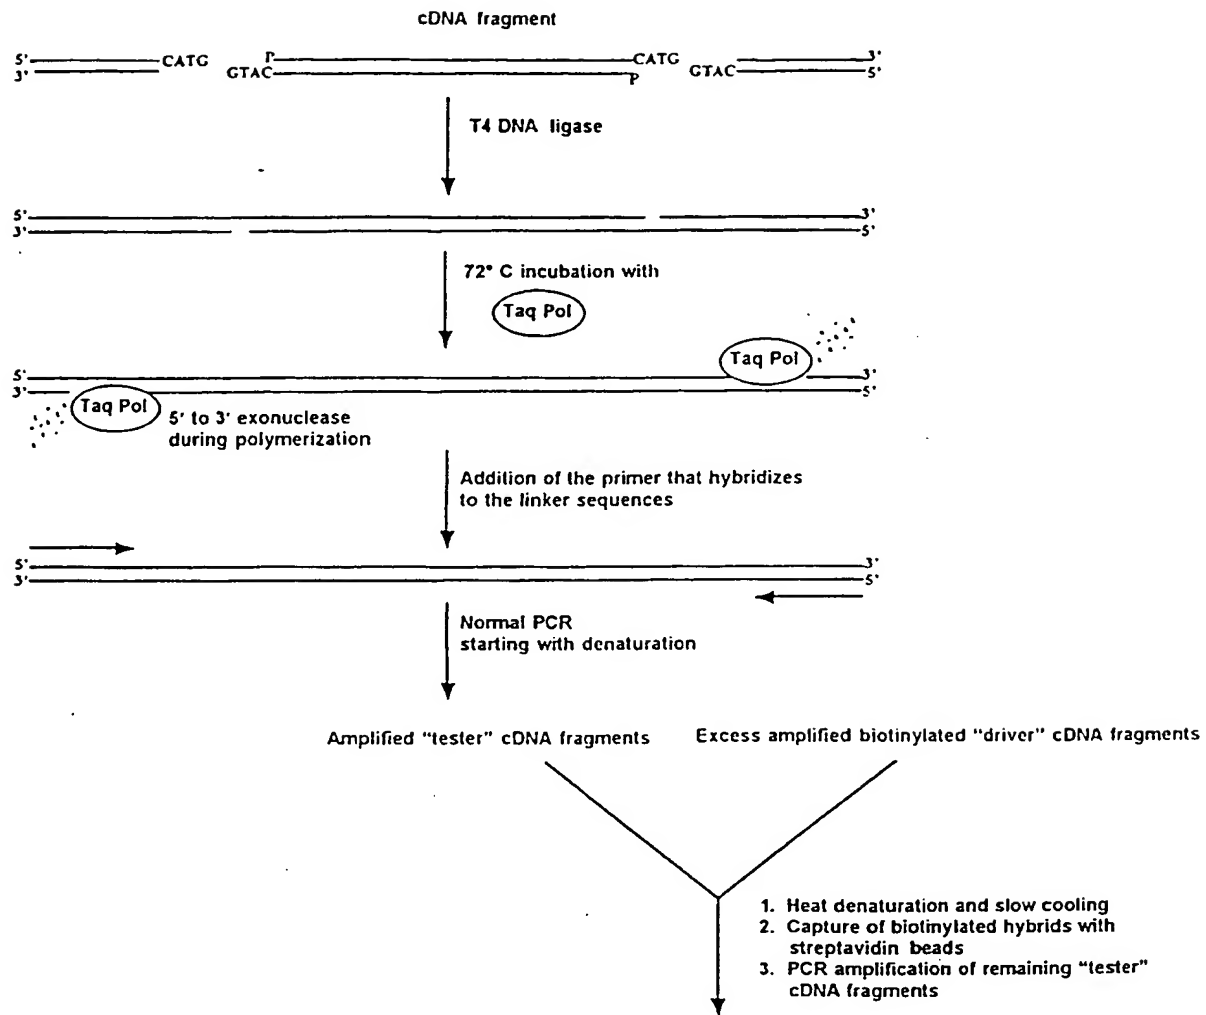 cDNA fragment
5' CATG P CATG 3'
3' GTAC P GTAC 5'
T4 DNA ligase
5' 3'
3' 5'
72° C incubation with
Taq Pol
Taq Pol
5' 3'
3' 5'
Taq Pol
5' to 3' exonuclease
during polymerization
Addition of the primer that hybridizes
to the linker sequences
5' 3'
3' 5'
Normal PCR
starting with denaturation
Amplified "tester" cDNA fragments
Excess amplified biotinylated "driver" cDNA fragments
1. Heat denaturation and slow cooling
2. Capture of biotinylated hybrids with
streptavidin beads
3. PCR amplification of remaining "tester"
cDNA fragments